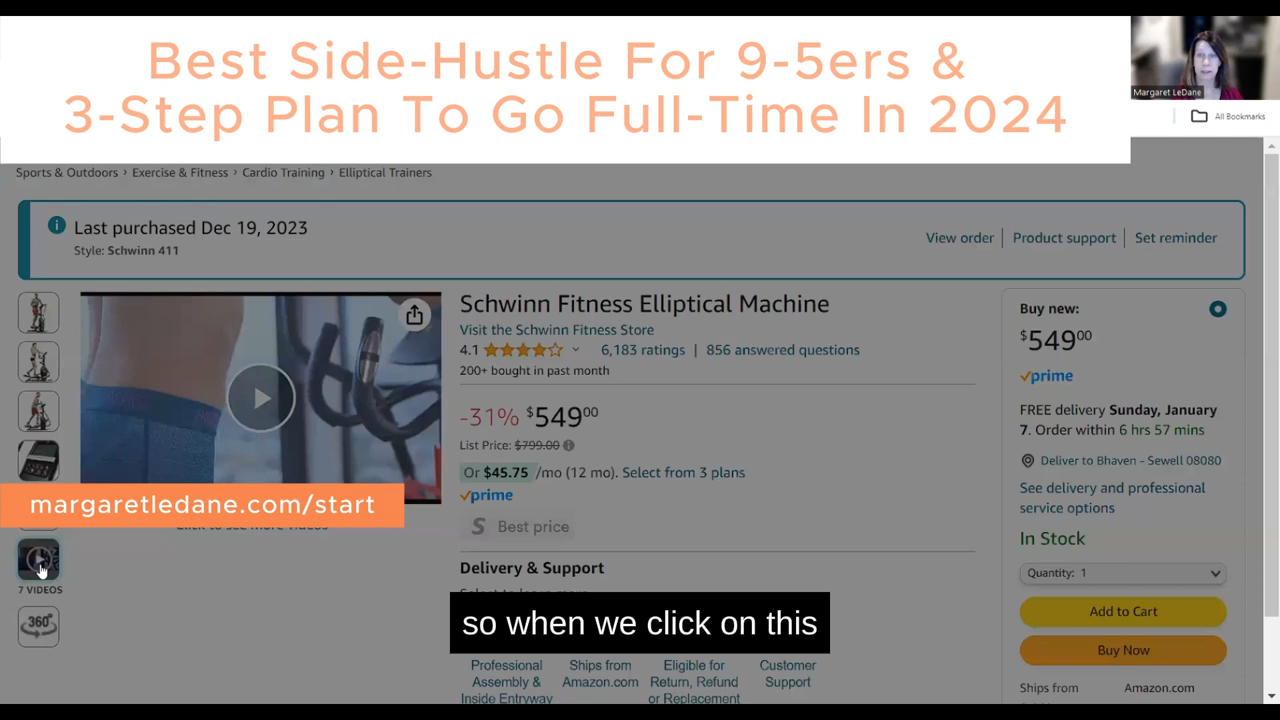 Best Side-Hustle For 9-5ers &
3-Step Plan To Go Full-Time In 2024
Margaret LeDane
All Bookmarks
Sports & Outdoors › Exercise & Fitness › Cardio Training › Elliptical Trainers
Last purchased Dec 19, 2023
Style: Schwinn 411
View order
Product support
Set reminder
Schwinn Fitness Elliptical Machine
Visit the Schwinn Fitness Store
4.1
6,183 ratings | 856 answered questions
200+ bought in past month
-31% $54900
List Price: $799.00
Or $45.75 /mo (12 mo). Select from 3 plans
prime
S Best price
Delivery & Support
margaretledane.com/start
7 VIDEOS
360°
so when we click on this
Professional Assembly & Inside Entryway
Ships from Amazon.com
Eligible for Return, Refund or Replacement
Customer Support
Buy new:
$54900
prime
FREE delivery Sunday, January
7. Order within 6 hrs 57 mins
Deliver to Bhaven - Sewell 08080
See delivery and professional
service options
In Stock
Quantity: 1
Add to Cart
Buy Now
Ships from Amazon.com